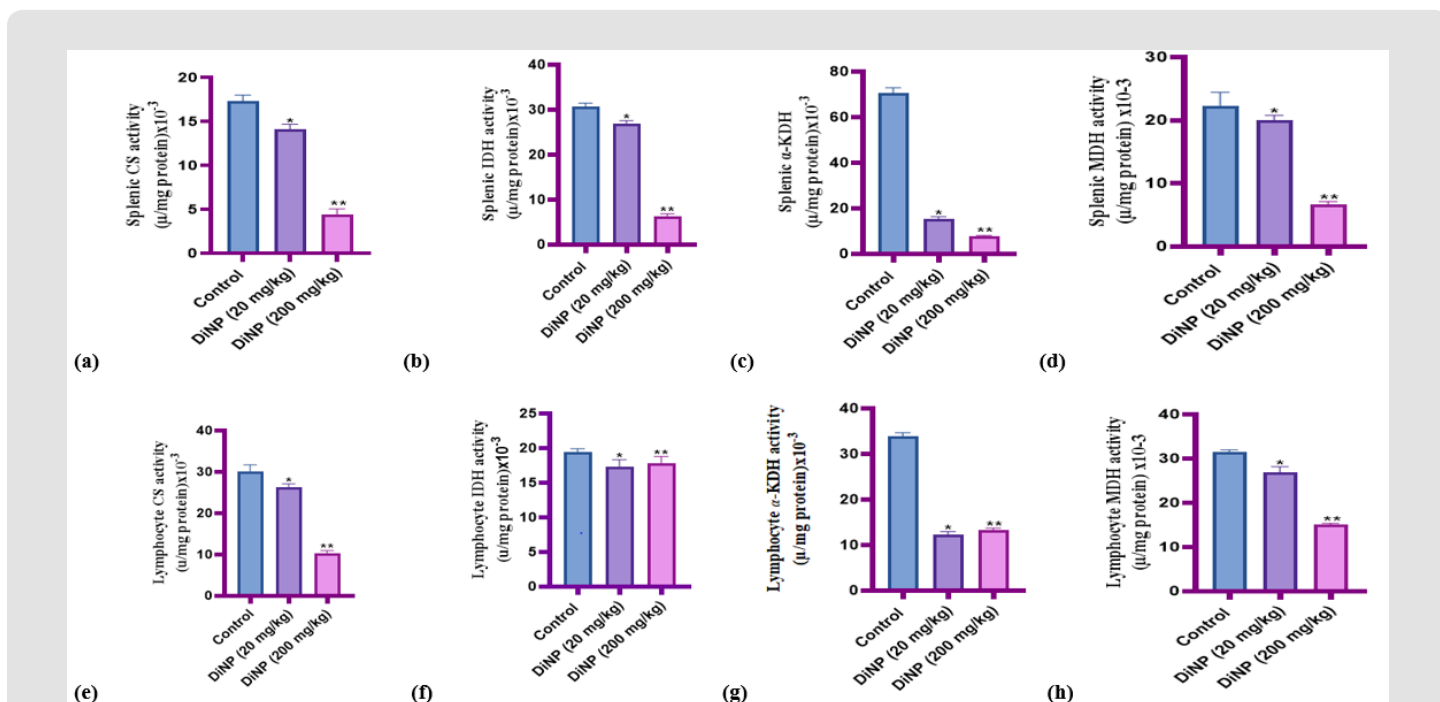 Splenic CS activity
(µ/mg protein)x10-3
20
15
10
5
0
*
**
Control
DiNP (20 mg/kg)
DiNP (200 mg/kg)
(a)
Splenic IDH activity
(µ/mg protein) x10-3
40
30
20
10
0
*
**
Control
DiNP (20 mg/kg)
DiNP (200 mg/kg)
(b)
Splenic α-KDH
(µ/mg protein)x10-3
80
60
40
20
0
*
**
Control
DiNP (20 mg/kg)
DiNP (200 mg/kg)
(c)
Splenic MDH activity
(µ/mg protein) x10-3
30
20
10
0
*
**
Control
DiNP (20 mg/kg)
DiNP (200 mg/kg)
(d)
Lymphocyte CS activity
(u/mg protein)x10-3
40
30
20
10
0
*
**
Control
DiNP (20 mg/kg)
DiNP (200 mg/kg)
(e)
Lymphocyte IDH activity
(u/mg protein)x10-3
25
20
15
10
5
0
*
**
Control
DiNP (20 mg/kg)
DiNP (200 mg/kg)
(f)
Lymphocyte α-KDH activity
(µ/mg protein)x10-3
40
30
20
10
0
*
**
Control
DiNP (20 mg/kg)
DiNP (200 mg/kg)
(g)
Lymphocyte MDH activity
(µ/mg protein) x10-3
40
30
20
10
0
*
**
Control
DiNP (20 mg/kg)
DiNP (200 mg/kg)
(h)